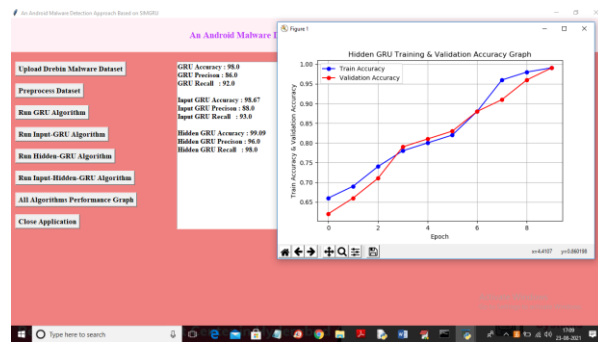 An Android Malware Detection Approach Based on SIMGRU
An Android Malware D
Upload Drebin Malware Dataset
Preprocess Dataset
Run GRU Algorithm
Run Input-GRU Algorithm
Run Hidden-GRU Algorithm
Run Input-Hidden-GRU Algorithm
All Algorithms Performance Graph
Close Application
GRU Accuracy : 98.0
GRU Precison : 86.0
GRU Recall : 92.0
Input GRU Accuracy : 98.67
Input GRU Precison : 88.0
Input GRU Recall : 93.0
Hidden GRU Accuracy : 99.09
Hidden GRU Precison : 96.0
Hidden GRU Recall : 98.0
Figure 1
Hidden GRU Training & Validation Accuracy Graph
Train Accuracy
Validation Accuracy
Train Accuracy & Validation Accuracy
1.00
0.95
0.90
0.85
0.80
0.75
0.70
0.65
0 2 4 6 8
Epoch
x=4.4107 y=0.860198
Type here to search
17:09
23-08-2021